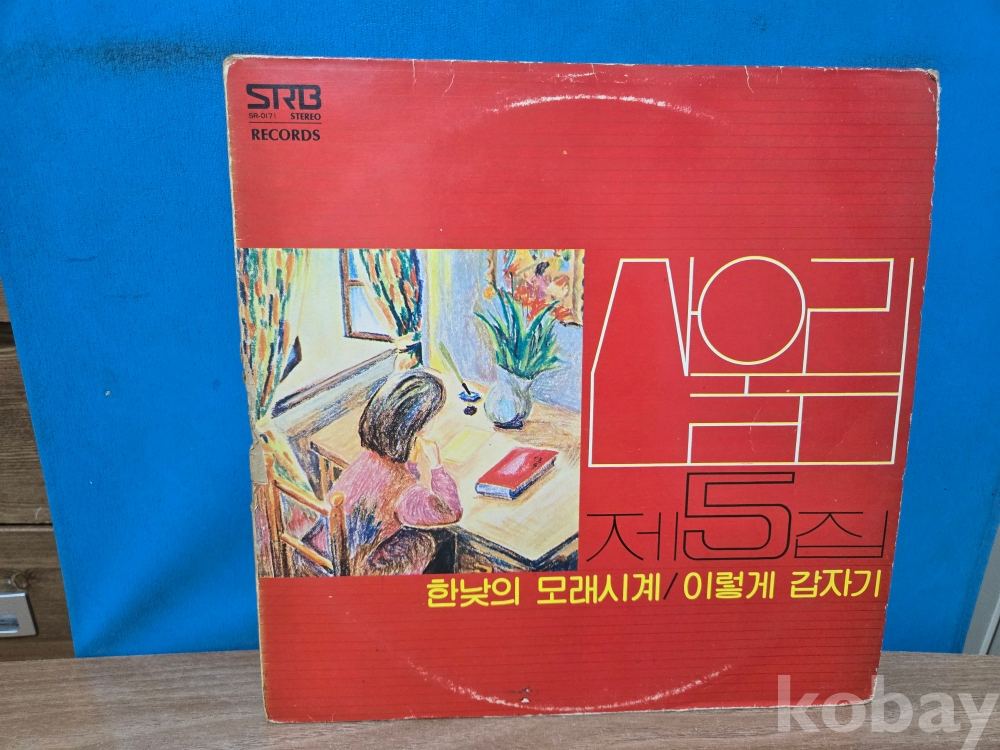 SRB
SR-0171 STEREO
RECORDS
산울림
제5집
한낮의 모래시계/이렇게 갑자기
kobay